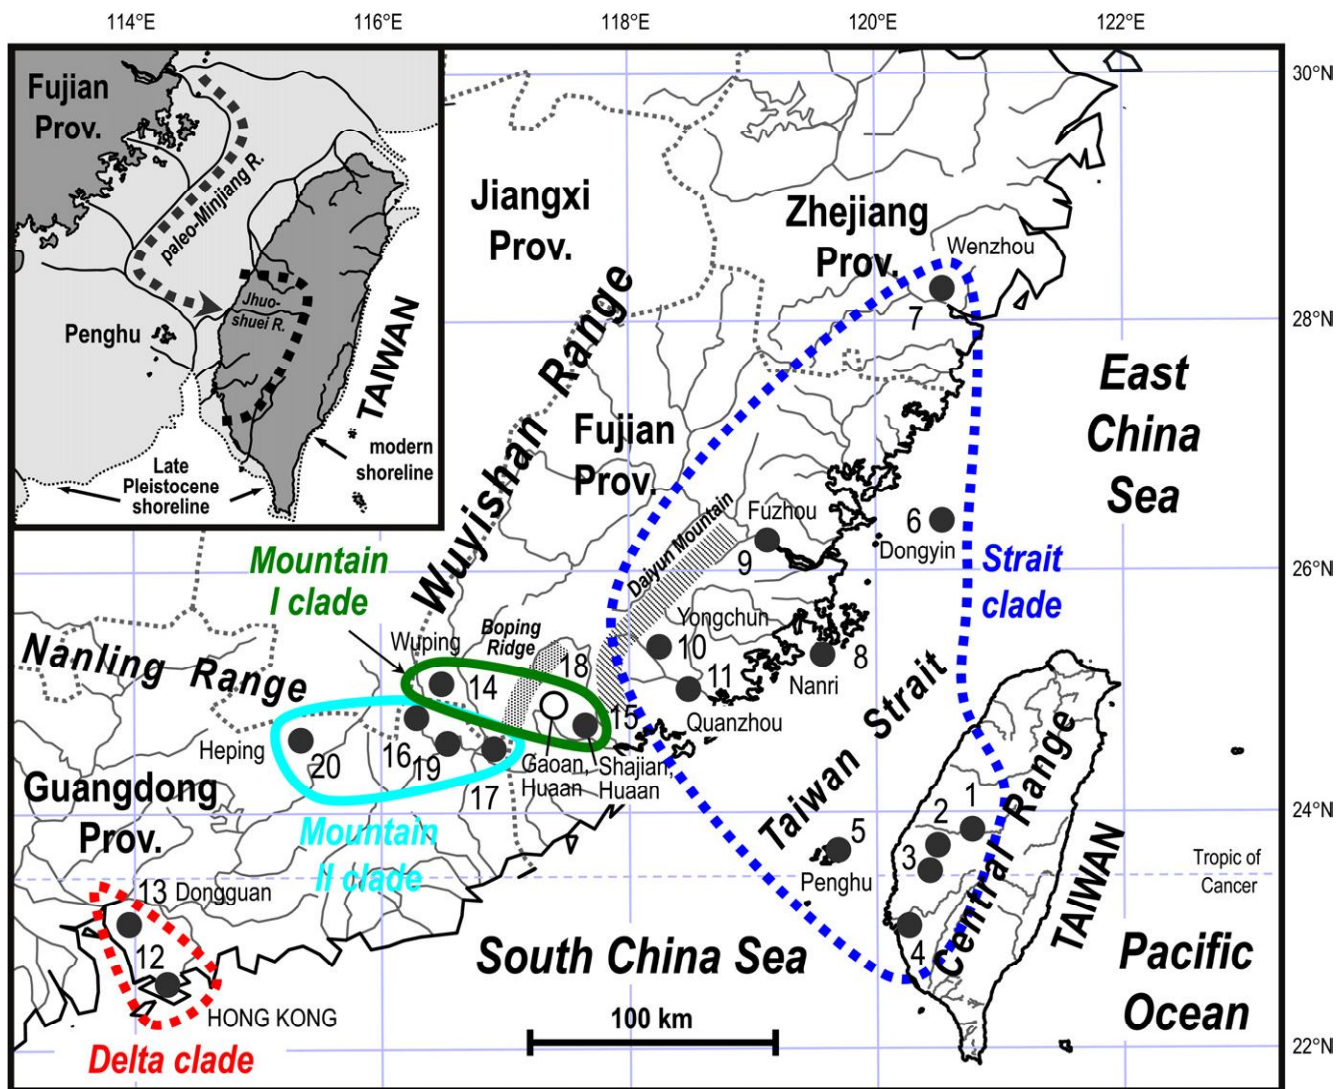 114°E
116°E
118°E
120°E
122°E
30°N
28°N
26°N
24°N
22°N
Fujian
Prov.
paleo-Minjiang R.
Jhuo-
shuei R.
Penghu
TAIWAN
modern
shoreline
Late
Pleistocene
shoreline
Jiangxi
Prov.
Zhejiang
Prov.
Wenzhou
7
Wuyishan Range
Fujian
Prov.
East
China
Sea
Daiyun Mountain
Fuzhou
9
6
Dongyin
Strait
clade
Mountain
I clade
Nanling Range
Wuping
14
Boping
Ridge
18
Yongchun
10
11
Quanzhou
8
Nanri
15
Gaoan,
Huaan
Shajian,
Huaan
Heping
20
16
19
17
Guangdong
Prov.
Mountain
II clade
Taiwan Strait
5
Penghu
1
2
3
4
Central Range
TAIWAN
Tropic of
Cancer
13
Dongguan
12
HONG KONG
Delta clade
South China Sea
100 km
Pacific
Ocean